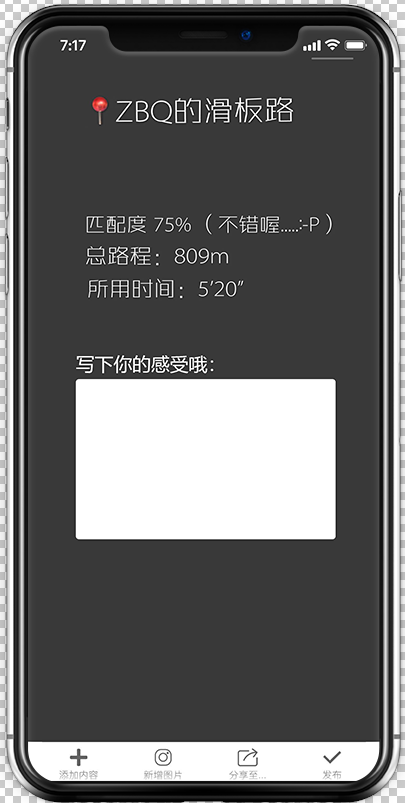 7:17
ZBQ的滑板路
匹配度 75% （不错喔.....:-P ）
总路程：809m
所用时间：5'20”
写下你的感受哦：
添加内容 新增图片 分享至... 发布